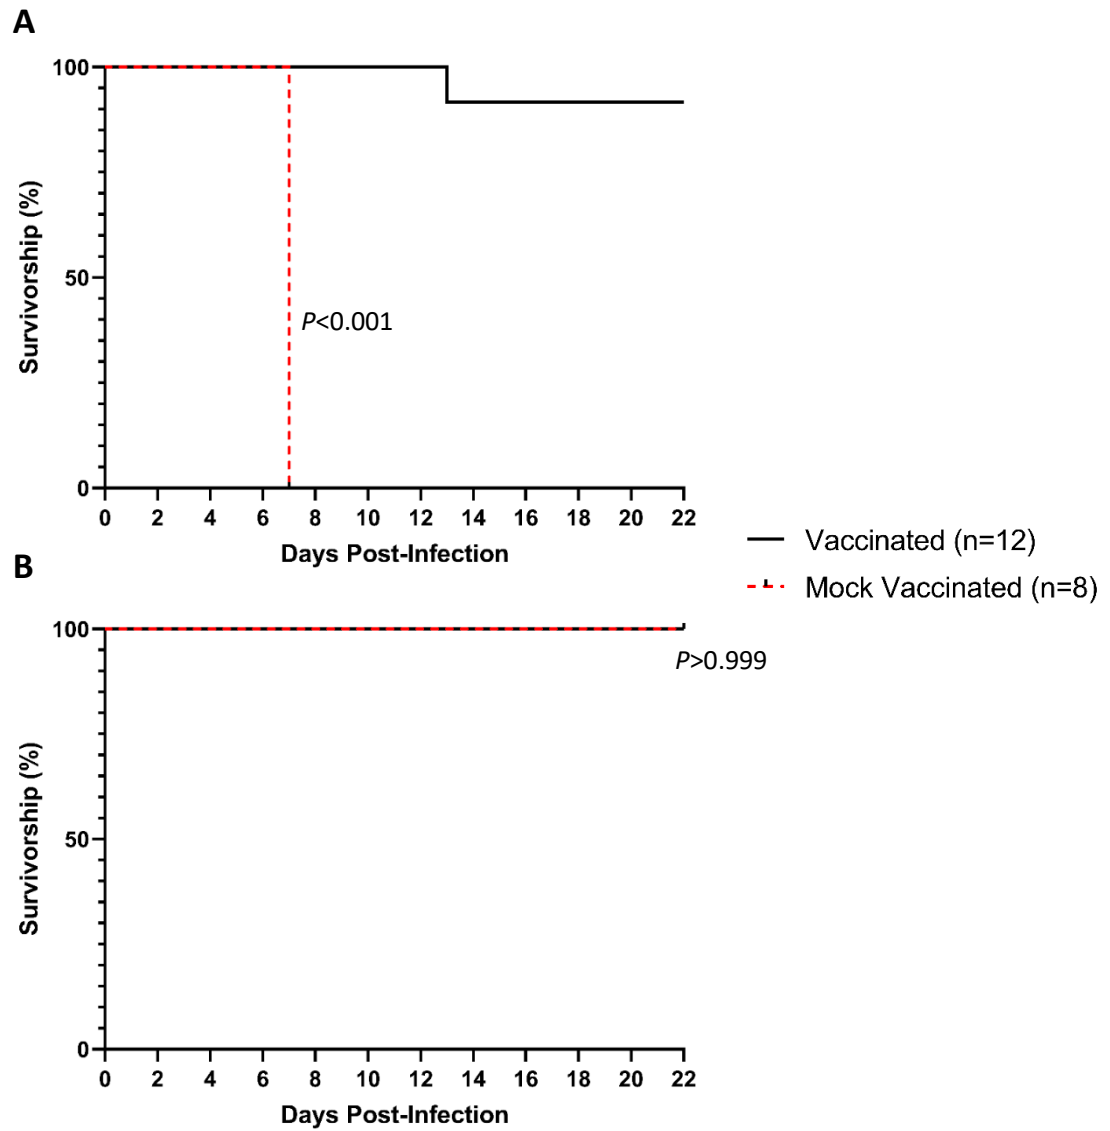 A
100
50
0
Survivorship (%)
P<0.001
0 2 4 6 8 10 12 14 16 18 20 22
Days Post-Infection
Vaccinated (n=12)
Mock Vaccinated (n=8)
B
100
50
0
Survivorship (%)
P>0.999
0 2 4 6 8 10 12 14 16 18 20 22
Days Post-Infection